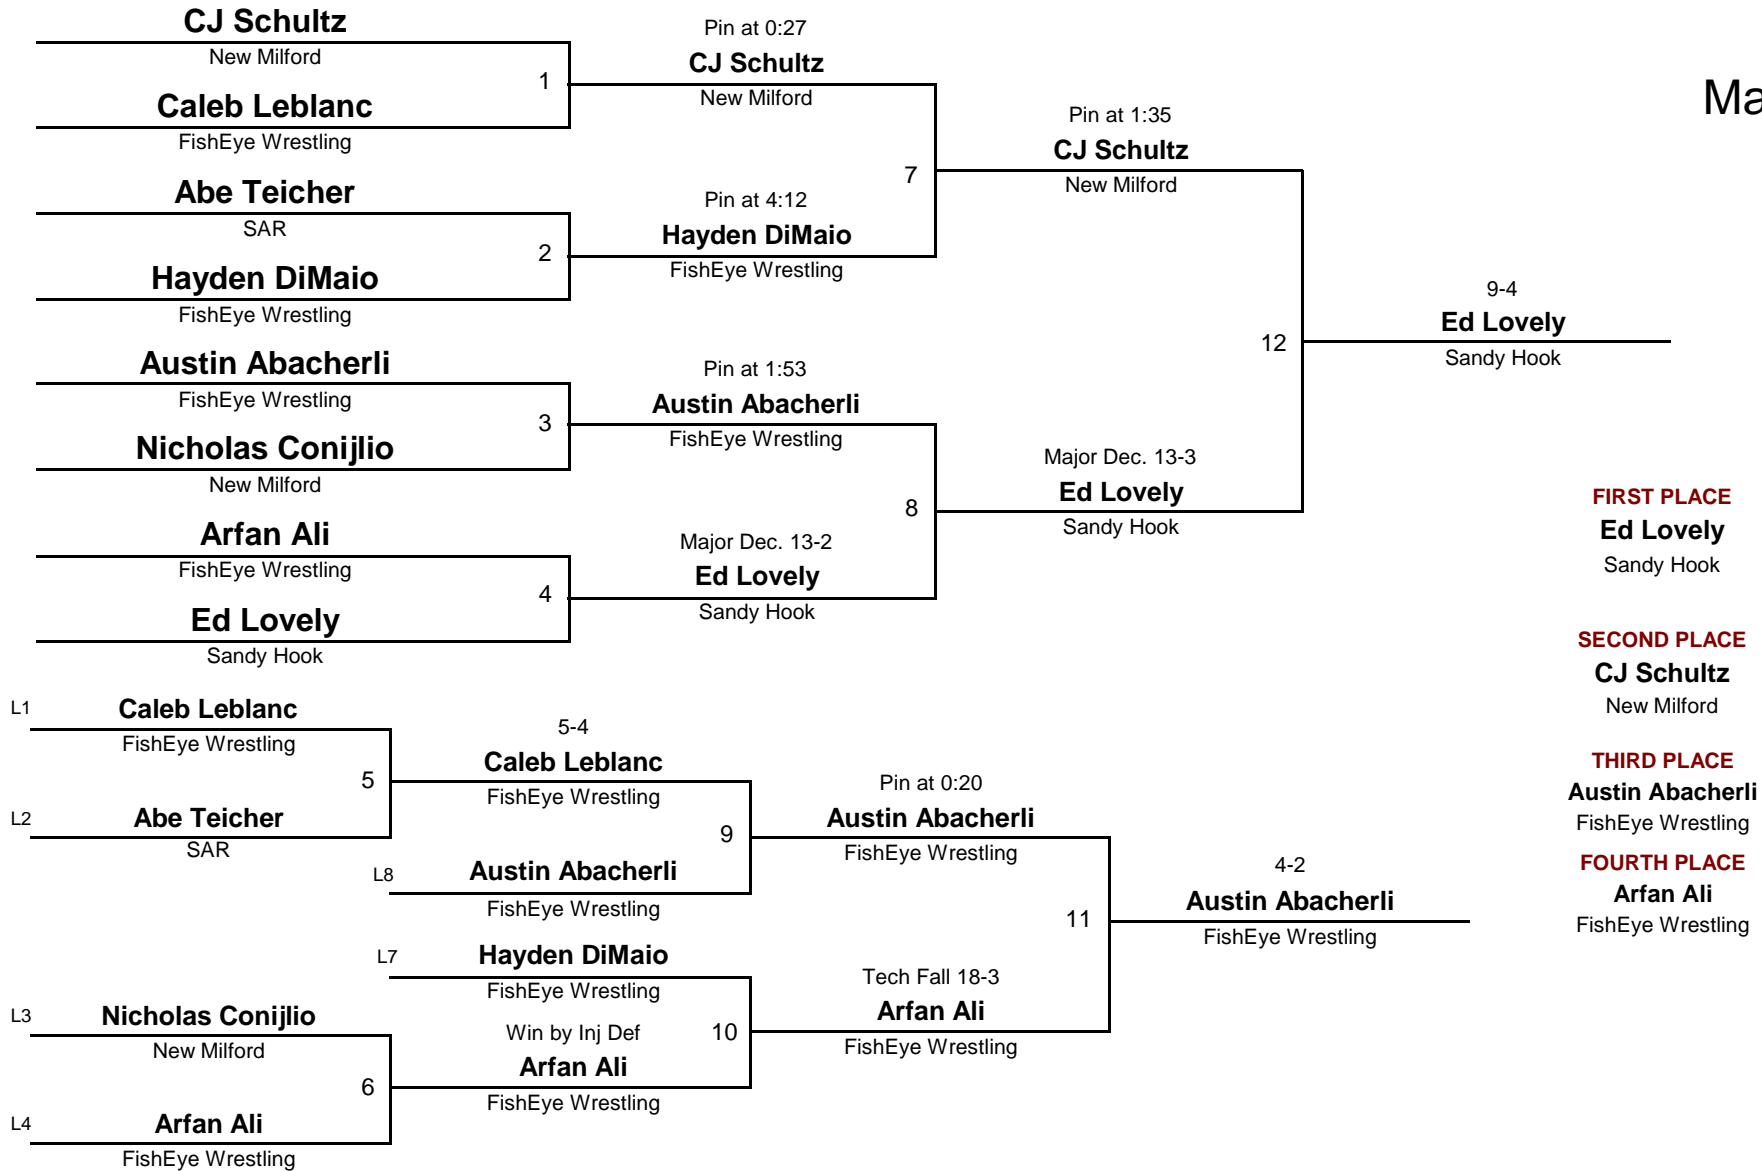 CJ Schultz
New Milford
1
Caleb Leblanc
FishEye Wrestling
Abe Teicher
SAR
2
Hayden DiMaio
FishEye Wrestling
Austin Abacherli
FishEye Wrestling
3
Nicholas Conijlio
New Milford
Arfan Ali
FishEye Wrestling
4
Ed Lovely
Sandy Hook
Pin at 0:27
CJ Schultz
New Milford
7
Pin at 4:12
Hayden DiMaio
FishEye Wrestling
Pin at 1:53
Austin Abacherli
FishEye Wrestling
8
Major Dec. 13-2
Ed Lovely
Sandy Hook
Pin at 1:35
CJ Schultz
New Milford
12
Major Dec. 13-3
Ed Lovely
Sandy Hook
9-4
Ed Lovely
Sandy Hook
Ma
FIRST PLACE
Ed Lovely
Sandy Hook
SECOND PLACE
CJ Schultz
New Milford
THIRD PLACE
Austin Abacherli
FishEye Wrestling
FOURTH PLACE
Arfan Ali
FishEye Wrestling
L1
Caleb Leblanc
FishEye Wrestling
5
L2
Abe Teicher
SAR
L3
Nicholas Conijlio
New Milford
6
L4
Arfan Ali
FishEye Wrestling
5-4
Caleb Leblanc
FishEye Wrestling
9
L8
Austin Abacherli
FishEye Wrestling
L7
Hayden DiMaio
FishEye Wrestling
10
Win by Inj Def
Arfan Ali
FishEye Wrestling
Pin at 0:20
Austin Abacherli
FishEye Wrestling
11
Tech Fall 18-3
Arfan Ali
FishEye Wrestling
4-2
Austin Abacherli
FishEye Wrestling